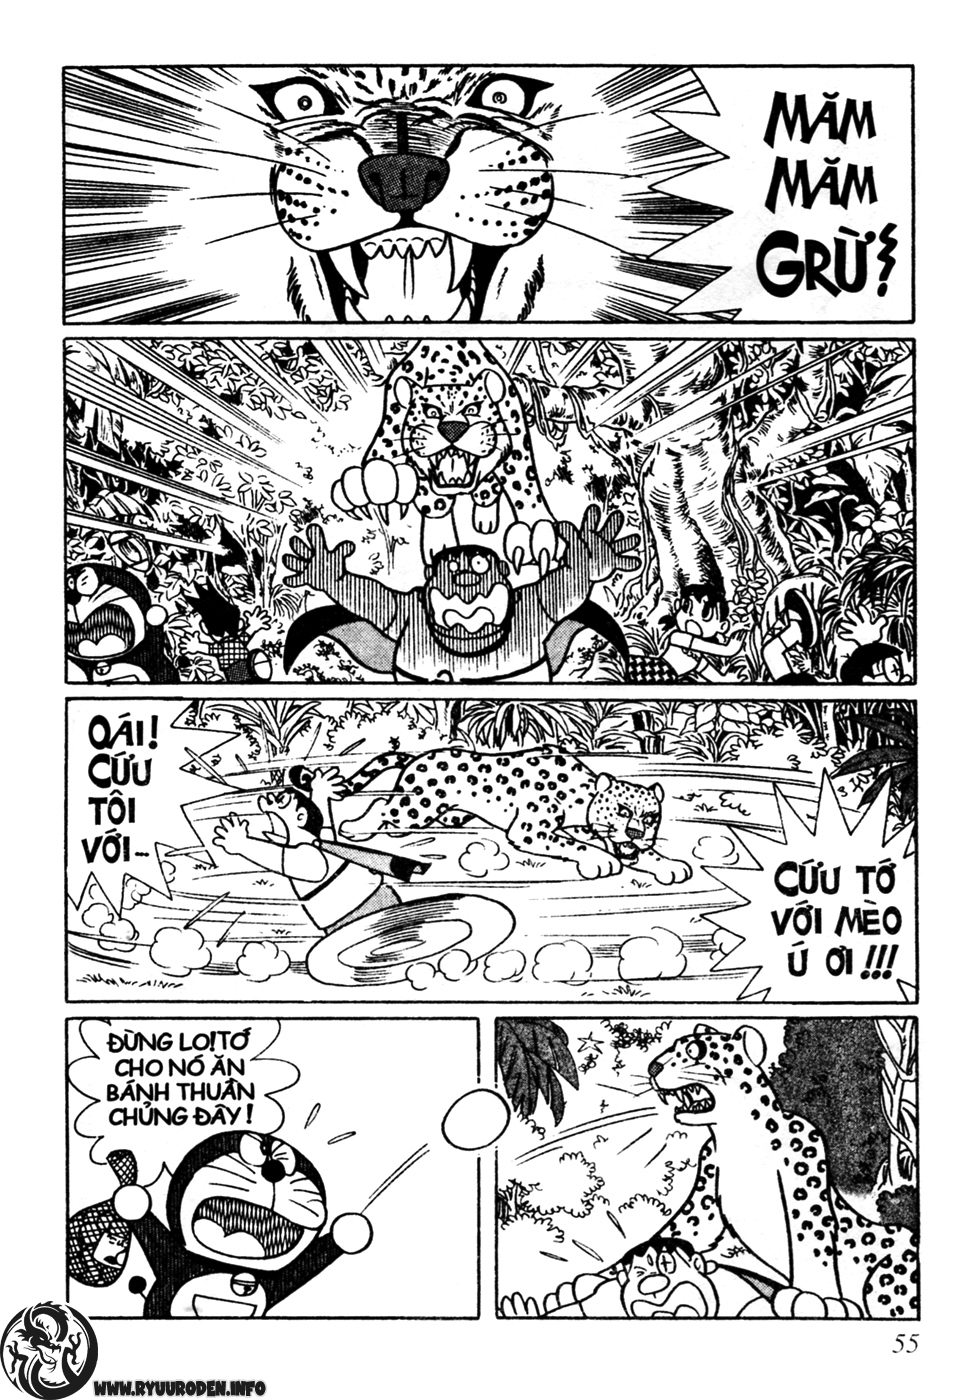 MĂM
MĂM
GRỪ!
OÁI!
CỨU
TÔI
VỚI...
CỨU TỚ
VỚI MÈO
Ú ƠI!!!
ĐỪNG LO! TỚ
CHO NÓ ĂN
BÁNH THUẦN
CHỦNG ĐÂY!
55
WWW.RYUURODEN.INFO